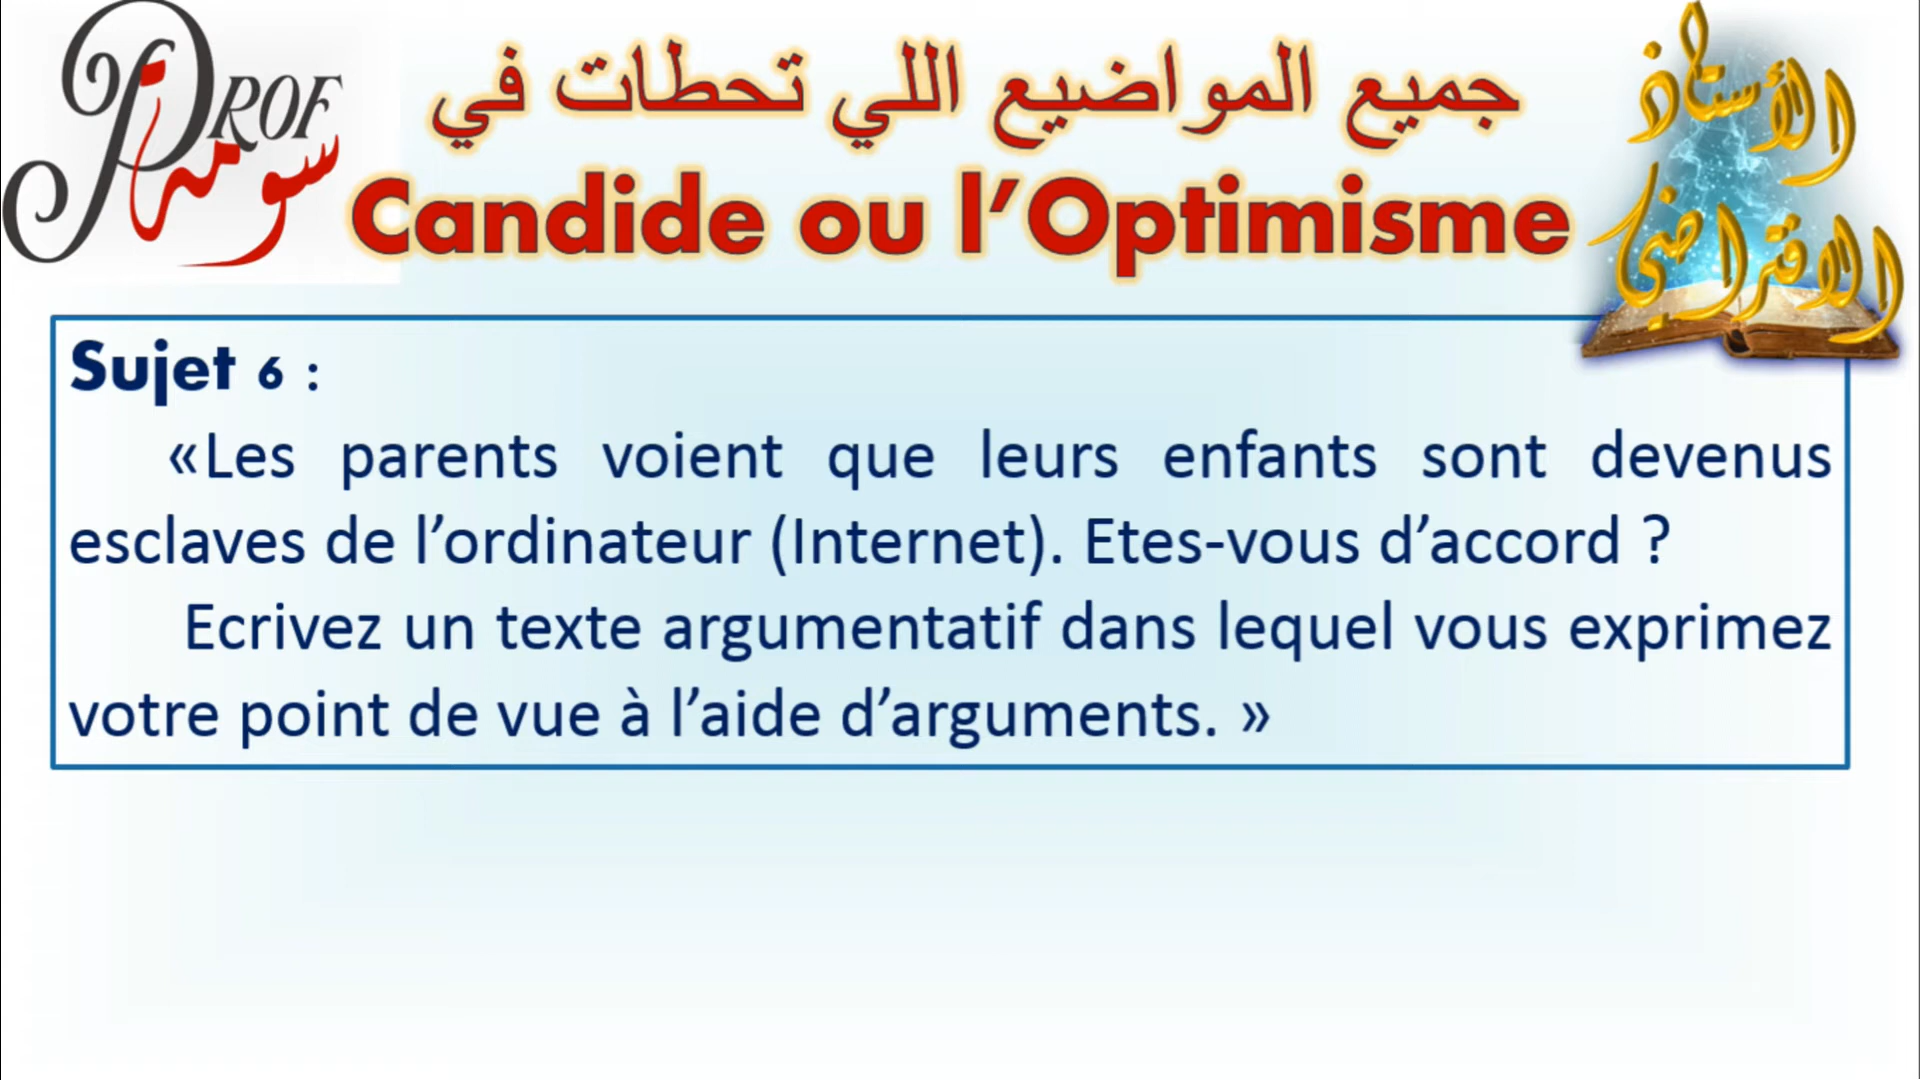 PROF
سومة
جميع المواضيع اللي تحطات في
Candide ou l’Optimisme
الأستاذ
الافتراضي
Sujet 6 :
«Les parents voient que leurs enfants sont devenus
esclaves de l’ordinateur (Internet). Etes-vous d’accord ?
Ecrivez un texte argumentatif dans lequel vous exprimez
votre point de vue à l’aide d’arguments. »